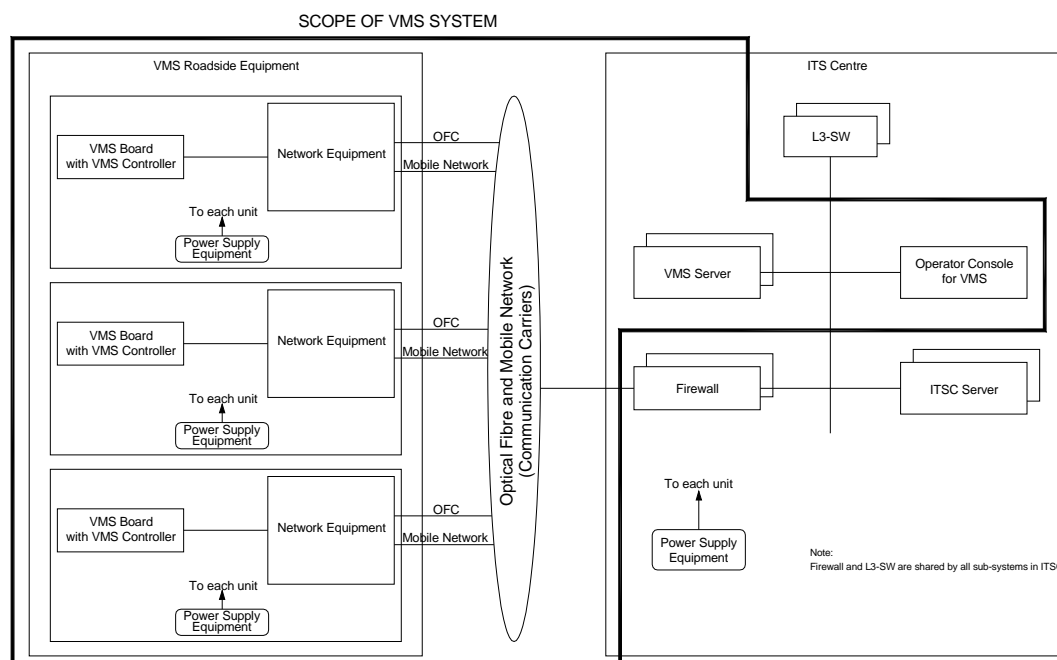 SCOPE OF VMS SYSTEM
VMS Roadside Equipment
VMS Board
with VMS Controller
Network Equipment
OFC
Mobile Network
To each unit
Power Supply
Equipment
VMS Board
with VMS Controller
Network Equipment
OFC
Mobile Network
To each unit
Power Supply
Equipment
VMS Board
with VMS Controller
Network Equipment
OFC
Mobile Network
To each unit
Power Supply
Equipment
Optical Fibre and Mobile Network
(Communication Carriers)
ITS Centre
L3-SW
VMS Server
Operator Console
for VMS
Firewall
ITSC Server
To each unit
Power Supply
Equipment
Note:
Firewall and L3-SW are shared by all sub-systems in ITSC